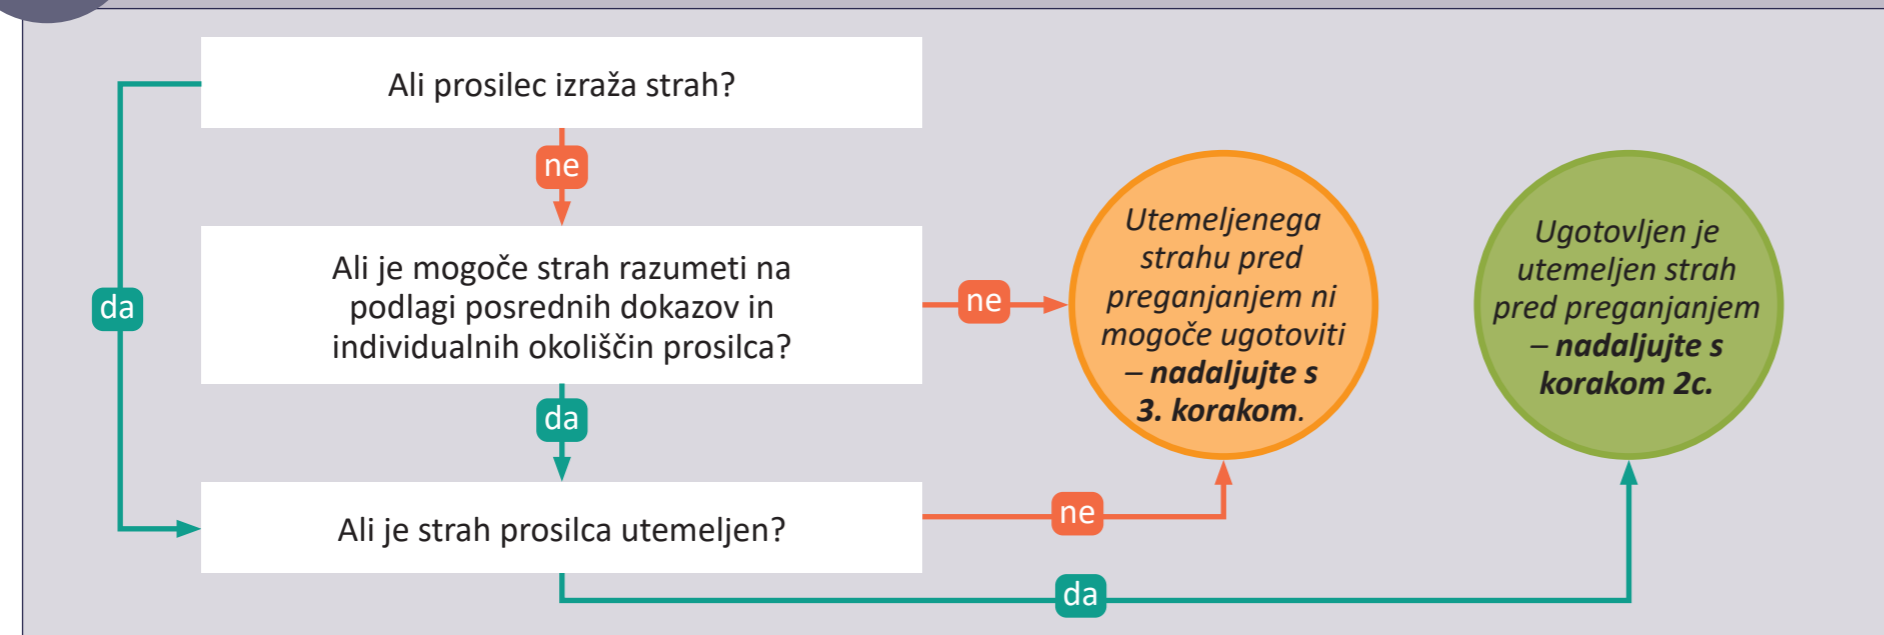 Ali prosilec izraža strah?
ne
Ali je mogoče strah razumeti na
podlagi posrednih dokazov in
individualnih okoliščin prosilca?
da
ne
da
Ali je strah prosilca utemeljen?
ne
da
Utemeljenega
strahu pred
preganjanjem ni
mogoče ugotoviti
– nadaljujte s
3. korakom.
Ugotovljen je
utemeljen strah
pred preganjanjem
– nadaljujte s
korakom 2c.